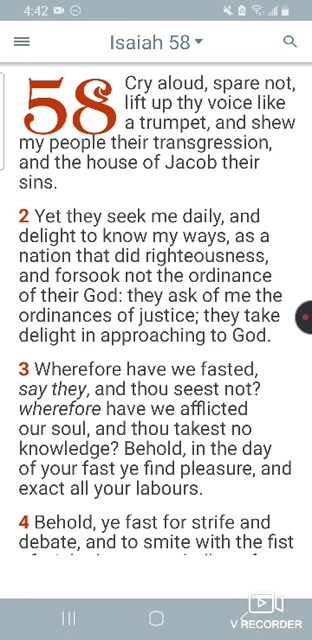 4:42
Isaiah 58
58 Cry aloud, spare not,
lift up thy voice like
a trumpet, and shew
my people their transgression,
and the house of Jacob their
sins.
2 Yet they seek me daily, and
delight to know my ways, as a
nation that did righteousness,
and forsook not the ordinance
of their God: they ask of me the
ordinances of justice; they take
delight in approaching to God.
3 Wherefore have we fasted,
say they, and thou seest not?
wherefore have we afflicted
our soul, and thou takest no
knowledge? Behold, in the day
of your fast ye find pleasure, and
exact all your labours.
4 Behold, ye fast for strife and
debate, and to smite with the fist
V RECORDER